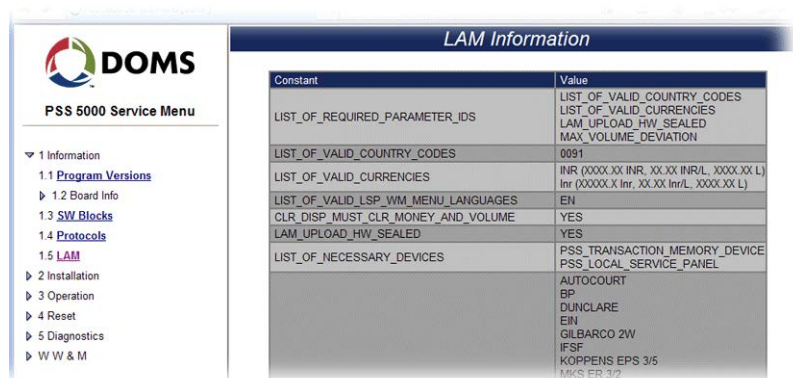 DOMS
PSS 5000 Service Menu
1 Information
1.1 Program Versions
1.2 Board Info
1.3 SW Blocks
1.4 Protocols
1.5 LAM
2 Installation
3 Operation
4 Reset
5 Diagnostics
W W & M
LAM Information
Constant Value
LIST_OF_REQUIRED_PARAMETER_IDS
LIST_OF_VALID_COUNTRY_CODES
LIST_OF_VALID_CURRENCIES
LAM_UPLOAD_HW_SEALED
MAX_VOLUME_DEVIATION
LIST_OF_VALID_COUNTRY_CODES 0091
LIST_OF_VALID_CURRENCIES
INR (XXXX.XX INR, XX.XX INR/L, XXXX.XX L)
Inr (XXXXX.X Inr, XX.XX Inr/L, XXXX.XX L)
LIST_OF_VALID_LSP_WM_MENU_LANGUAGES EN
CLR_DISP_MUST_CLR_MONEY_AND_VOLUME YES
LAM_UPLOAD_HW_SEALED YES
LIST_OF_NECESSARY_DEVICES
PSS_TRANSACTION_MEMORY_DEVICE
PSS_LOCAL_SERVICE_PANEL
AUTOCOURT
BP
DUNCLARE
EIN
GILBARCO 2W
IFSF
KOPPENS EPS 3/5
MKS ER 3/2